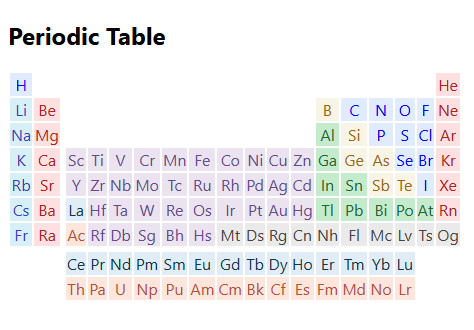 Periodic Table
H He
Li Be B C N O F Ne
Na Mg Al Si P S Cl Ar
K Ca Sc Ti V Cr Mn Fe Co Ni Cu Zn Ga Ge As Se Br Kr
Rb Sr Y Zr Nb Mo Tc Ru Rh Pd Ag Cd In Sn Sb Te I Xe
Cs Ba La Hf Ta W Re Os Ir Pt Au Hg Tl Pb Bi Po At Rn
Fr Ra Ac Rf Db Sg Bh Hs Mt Ds Rg Cn Nh Fl Mc Lv Ts Og
Ce Pr Nd Pm Sm Eu Gd Tb Dy Ho Er Tm Yb Lu
Th Pa U Np Pu Am Cm Bk Cf Es Fm Md No Lr